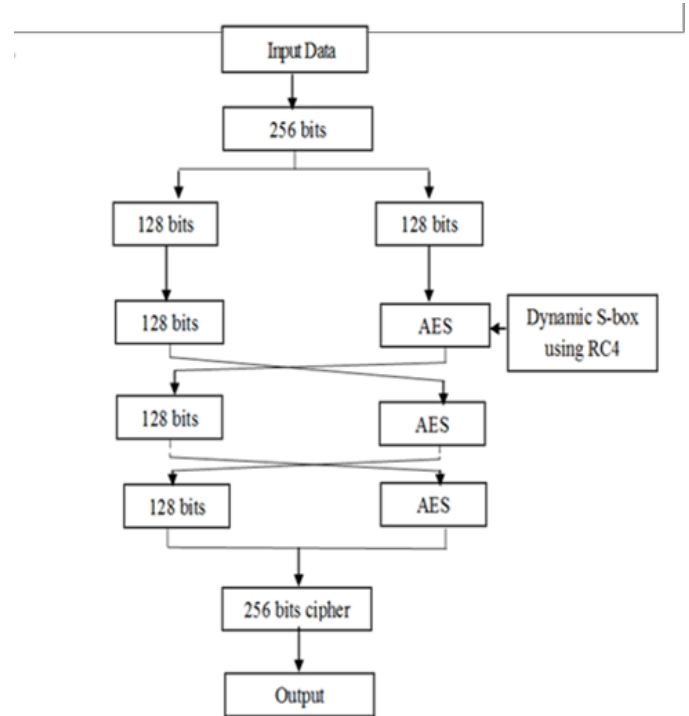 Input Data
256 bits
128 bits
128 bits
128 bits
AES
Dynamic S-box
using RC4
128 bits
AES
128 bits
AES
256 bits cipher
Output